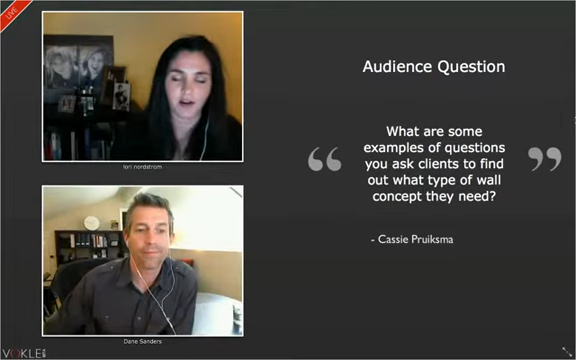 LIVE
Audience Question
What are some
examples of questions
“ you ask clients to find ”
out what type of wall
concept they need?
- Cassie Pruiksma
lori nordstrom
Dane Sanders
VOKLE